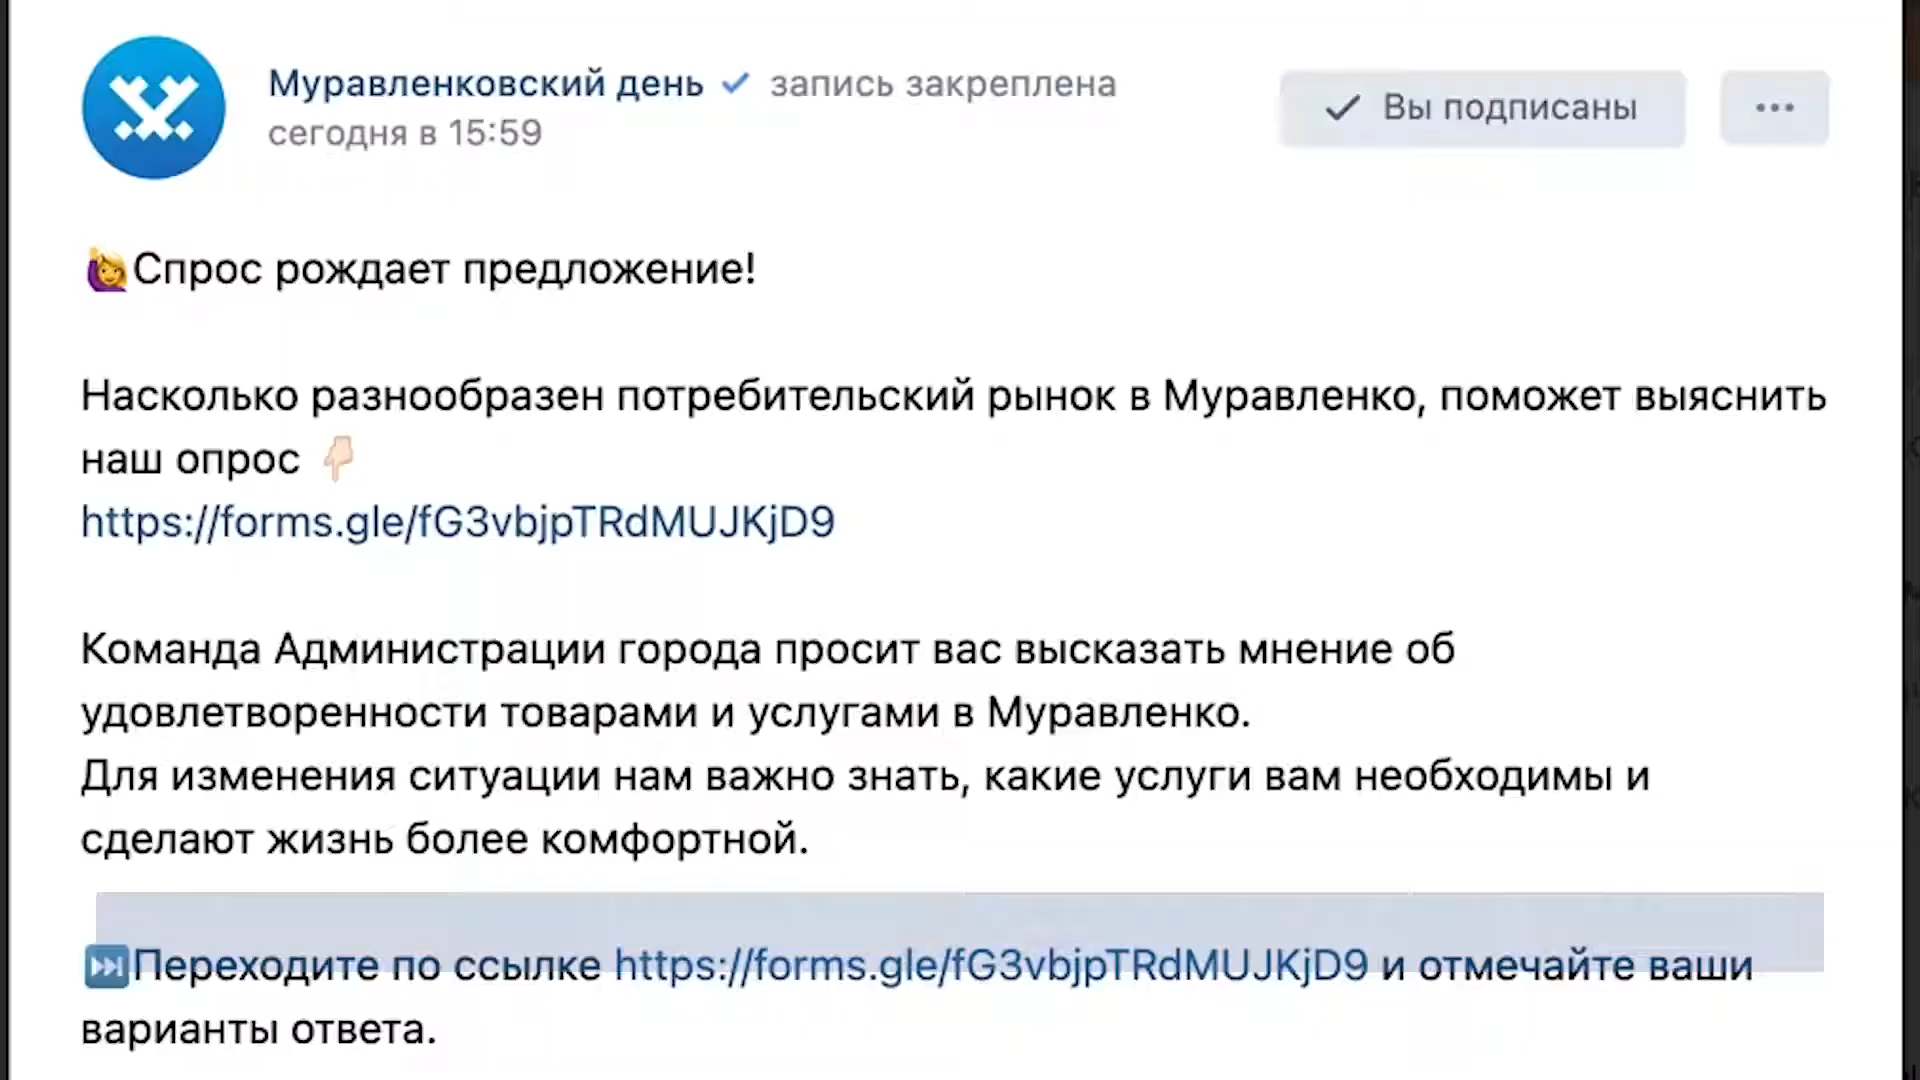 Муравленковский день запись закреплена
сегодня в 15:59
Вы подписаны
Спрос рождает предложение!
Насколько разнообразен потребительский рынок в Муравленко, поможет выяснить
наш опрос
https://forms.gle/fG3vbjpTRdMUJKjD9
Команда Администрации города просит вас высказать мнение об
удовлетворенности товарами и услугами в Муравленко.
Для изменения ситуации нам важно знать, какие услуги вам необходимы и
сделают жизнь более комфортной.
Переходите по ссылке https://forms.gle/fG3vbjpTRdMUJKjD9 и отмечайте ваши
варианты ответа.